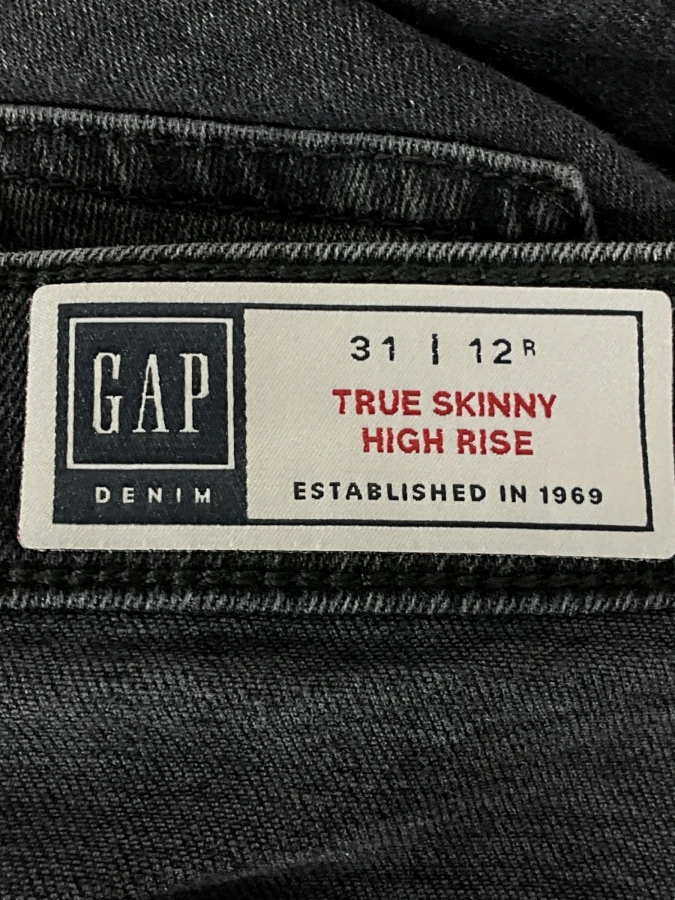 GAP
DENIM
31 | 12R
TRUE SKINNY
HIGH RISE
ESTABLISHED IN 1969